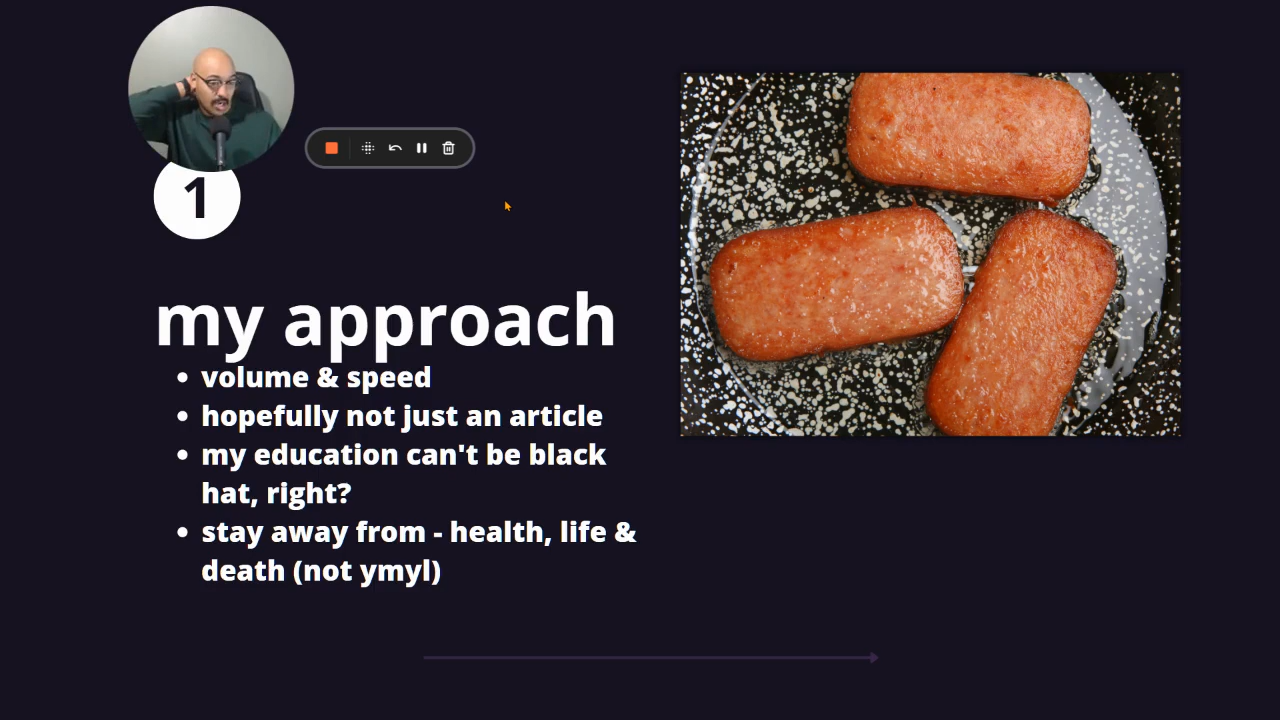 1
my approach
• volume & speed
• hopefully not just an article
• my education can't be black
hat, right?
• stay away from - health, life &
death (not ymyl)